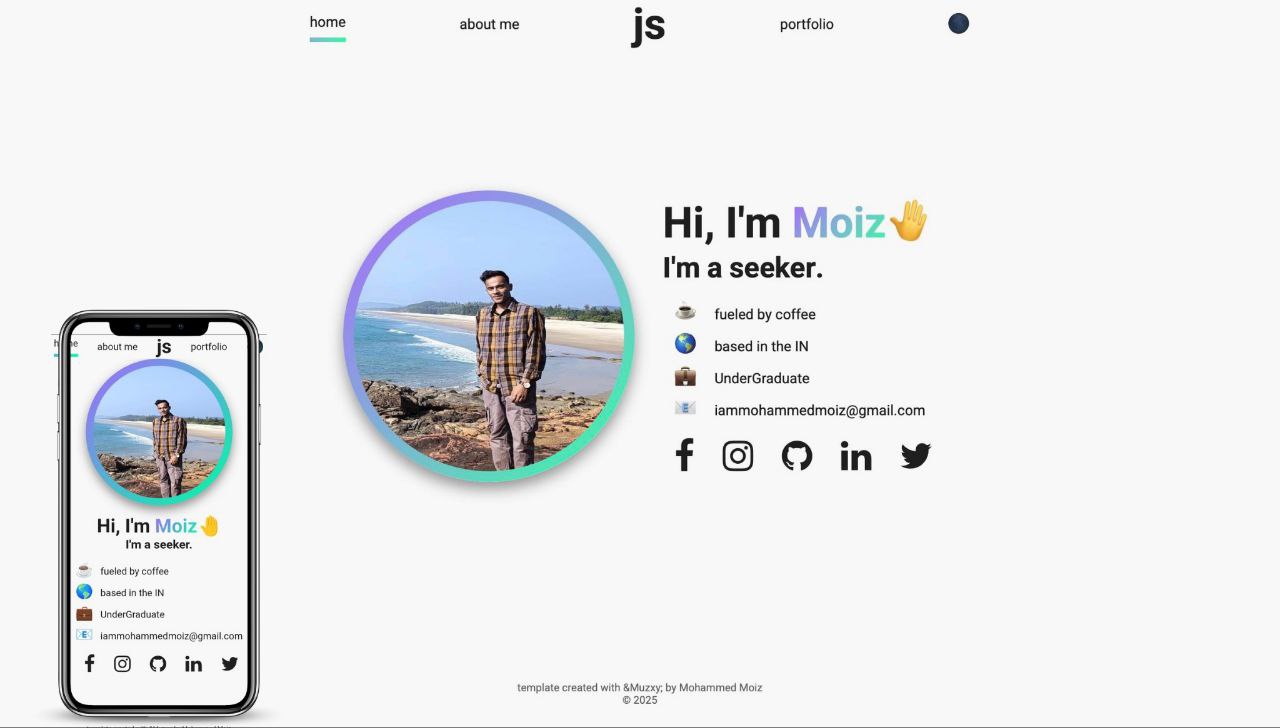 home
about me
js
portfolio
Hi, I'm Moiz🤚
I'm a seeker.
fueled by coffee
based in the IN
UnderGraduate
iammohammedmoiz@gmail.com
template created with &Muzxy; by Mohammed Moiz
© 2025
about me
js
portfolio
Hi, I'm Moiz🤚
I'm a seeker.
fueled by coffee
based in the IN
UnderGraduate
iammohammedmoiz@gmail.com